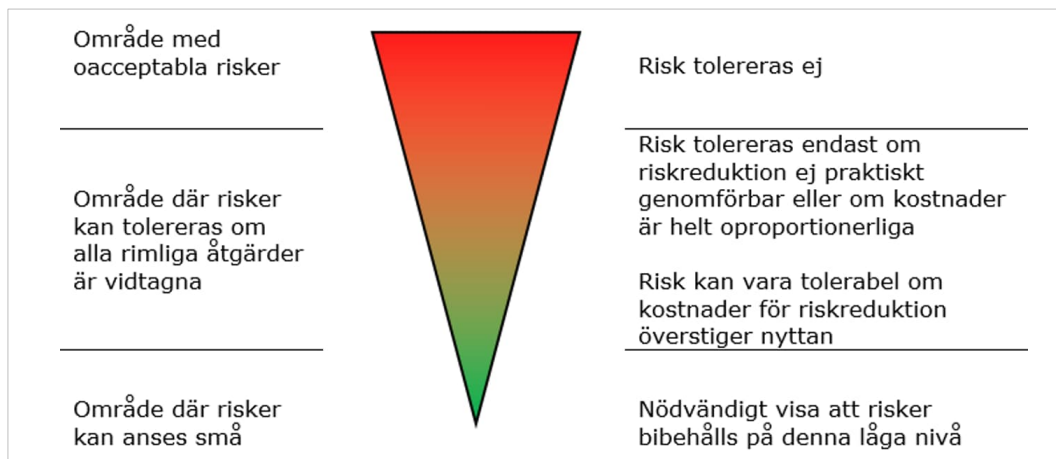 Område med
oacceptabla risker
Risk tolereras ej
Område där risker
kan tolereras om
alla rimliga åtgärder
är vidtagna
Risk tolereras endast om
riskreduktion ej praktiskt
genomförbar eller om kostnader
är helt oproportionerliga
Risk kan vara tolerabel om
kostnader för riskreduktion
överstiger nyttan
Område där risker
kan anses små
Nödvändigt visa att risker
bibehålls på denna låga nivå